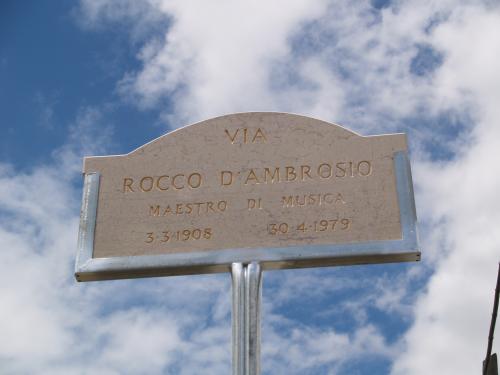 VIA
ROCCO D'AMBROSIO
MAESTRO DI MUSICA
3·3·1908 30·4·1979